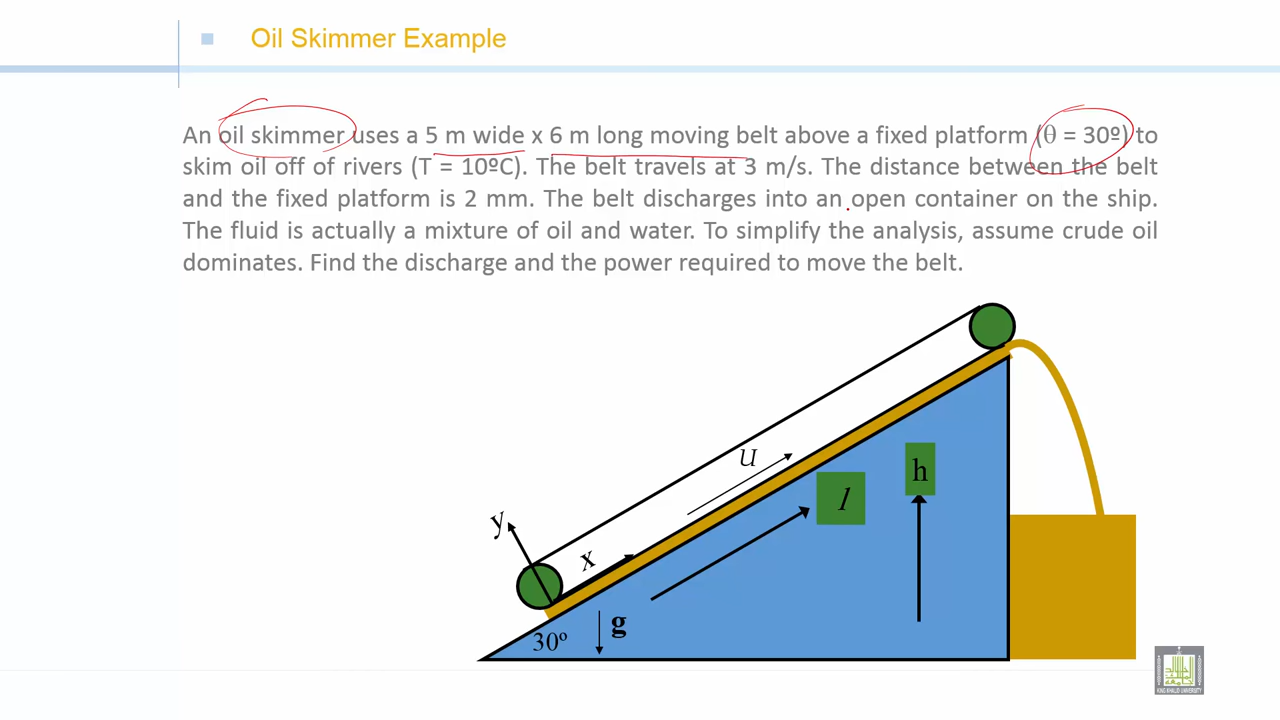 Oil Skimmer Example
An oil skimmer uses a 5 m wide x 6 m long moving belt above a fixed platform (θ = 30º) to
skim oil off of rivers (T = 10ºC). The belt travels at 3 m/s. The distance between the belt
and the fixed platform is 2 mm. The belt discharges into an open container on the ship.
The fluid is actually a mixture of oil and water. To simplify the analysis, assume crude oil
dominates. Find the discharge and the power required to move the belt.
U
h
l
y
x
g
30º
KING KHALID UNIVERSITY